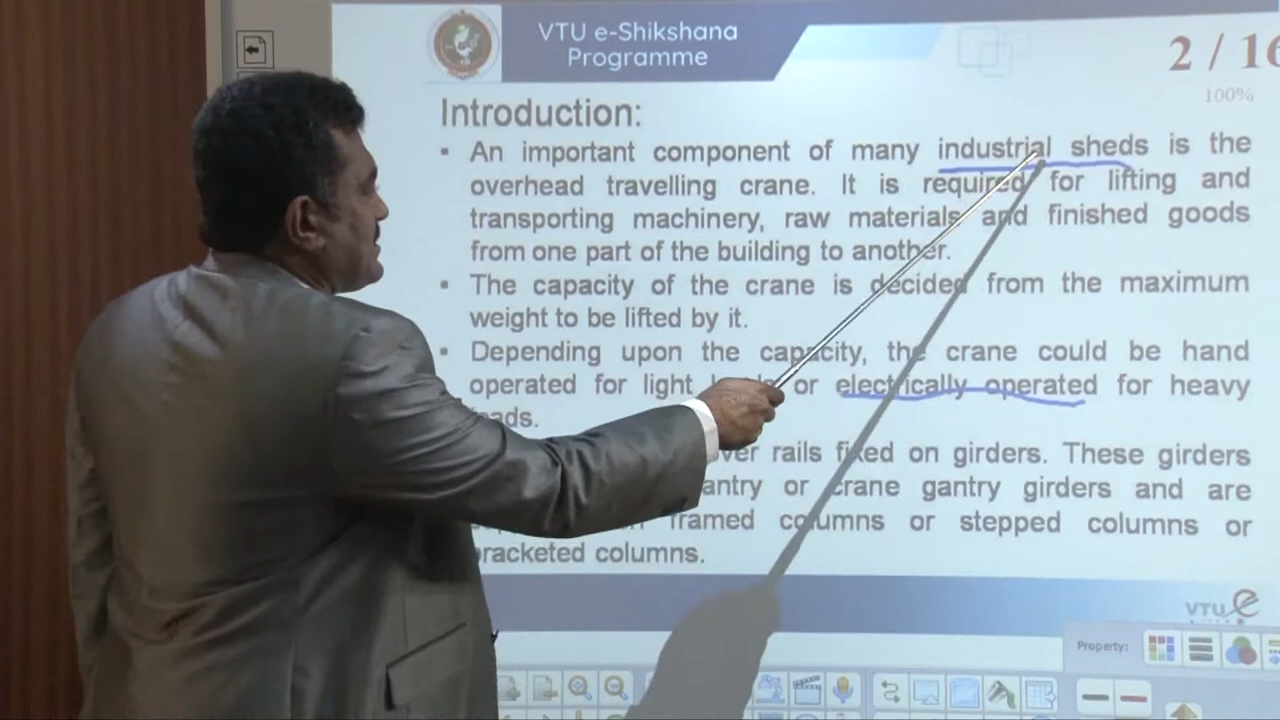 VTU e-Shikshana
Programme
2 / 16
100%
Introduction:
▪ An important component of many industrial sheds is the
overhead travelling crane. It is required for lifting and
transporting machinery, raw materials and finished goods
from one part of the building to another.
▪ The capacity of the crane is decided from the maximum
weight to be lifted by it.
▪ Depending upon the capacity, the crane could be hand
operated for light or electrically operated for heavy
rails fixed on girders. These girders
or crane gantry girders and are
framed columns or stepped columns or
columns.
VTU e
Property: